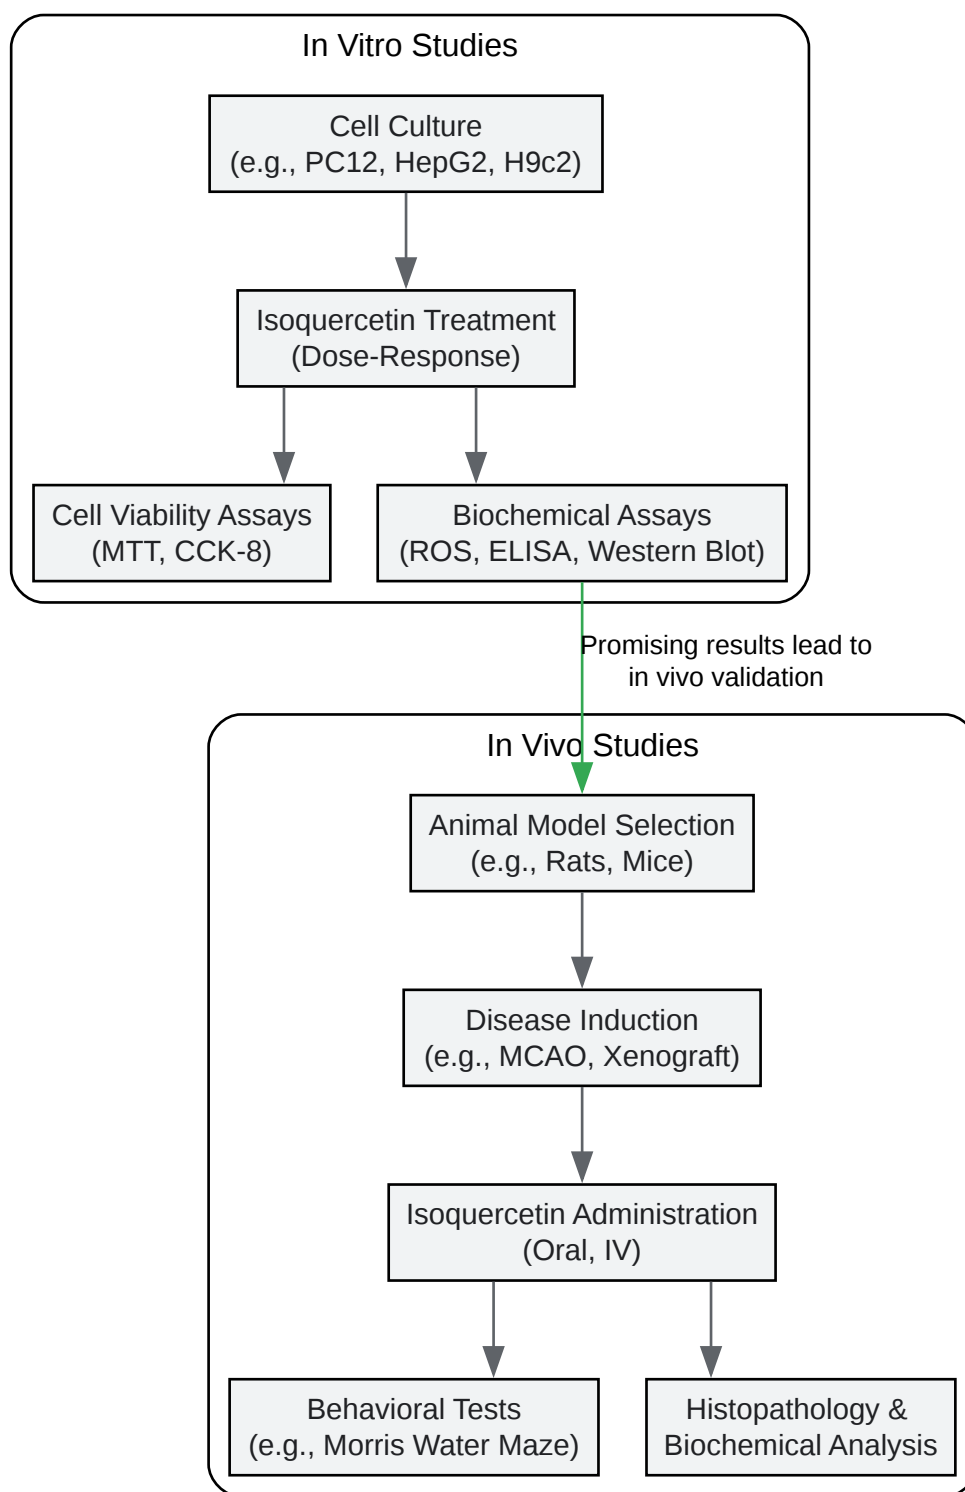 In Vitro Studies
Cell Culture
(e.g., PC12, HepG2, H9c2)
Isoquercetin Treatment
(Dose-Response)
Cell Viability Assays
(MTT, CCK-8)
Biochemical Assays
(ROS, ELISA, Western Blot)
Promising results lead to
in vivo validation
In Vivo Studies
Animal Model Selection
(e.g., Rats, Mice)
Disease Induction
(e.g., MCAO, Xenograft)
Isoquercetin Administration
(Oral, IV)
Behavioral Tests
(e.g., Morris Water Maze)
Histopathology &
Biochemical Analysis